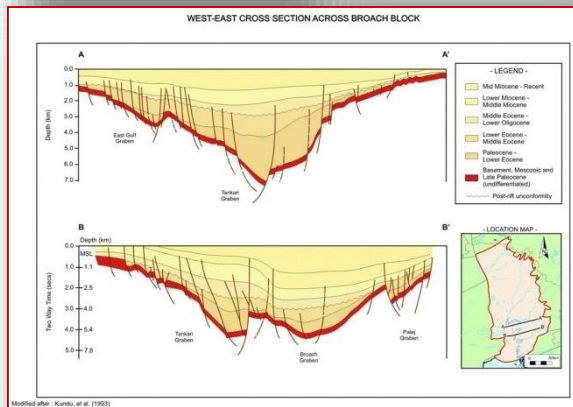 WEST-EAST CROSS SECTION ACROSS BROACH BLOCK
A
A'
0.0
1.0
2.0
3.0
4.0
5.0
6.0
7.0
Depth (km)
East Gulf
Graben
Tankari
Graben
- LEGEND -
Mid Miocene - Recent
Lower Miocene -
Middle Miocene
Middle Eocene -
Lower Oligocene
Lower Eocene -
Middle Eocene
Paleocene -
Lower Eocene
Basement, Mesozoic and
Late Paleocene
(undifferentiated)
Post-rift unconformity
B
B'
Depth (km)
0.0
MSL
1.0
1.1
2.0
2.5
3.0
4.0
4.0
5.4
5.0
7.8
Two Way Time (secs)
Tankari
Graben
Broach
Graben
Palej
Graben
- LOCATION MAP -
N
A
A'
B
B'
0
Modified after : Kundu, et al. (1993)